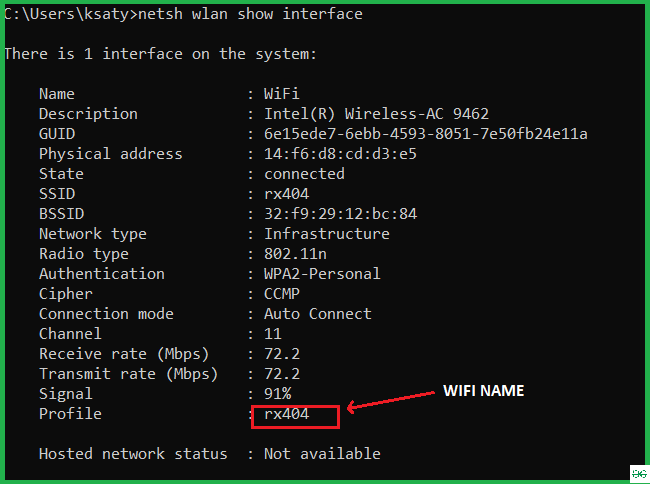 C:\Users\ksaty>netsh wlan show interface
There is 1 interface on the system:
Name : WiFi
Description : Intel(R) Wireless-AC 9462
GUID : 6e15ede7-6ebb-4593-8051-7e50fb24e11a
Physical address : 14:f6:d8:cd:d3:e5
State : connected
SSID : rx404
BSSID : 32:f9:29:12:bc:84
Network type : Infrastructure
Radio type : 802.11n
Authentication : WPA2-Personal
Cipher : CCMP
Connection mode : Auto Connect
Channel : 11
Receive rate (Mbps) : 72.2
Transmit rate (Mbps) : 72.2
Signal : 91%
WIFI NAME
Profile : rx404
Hosted network status : Not available